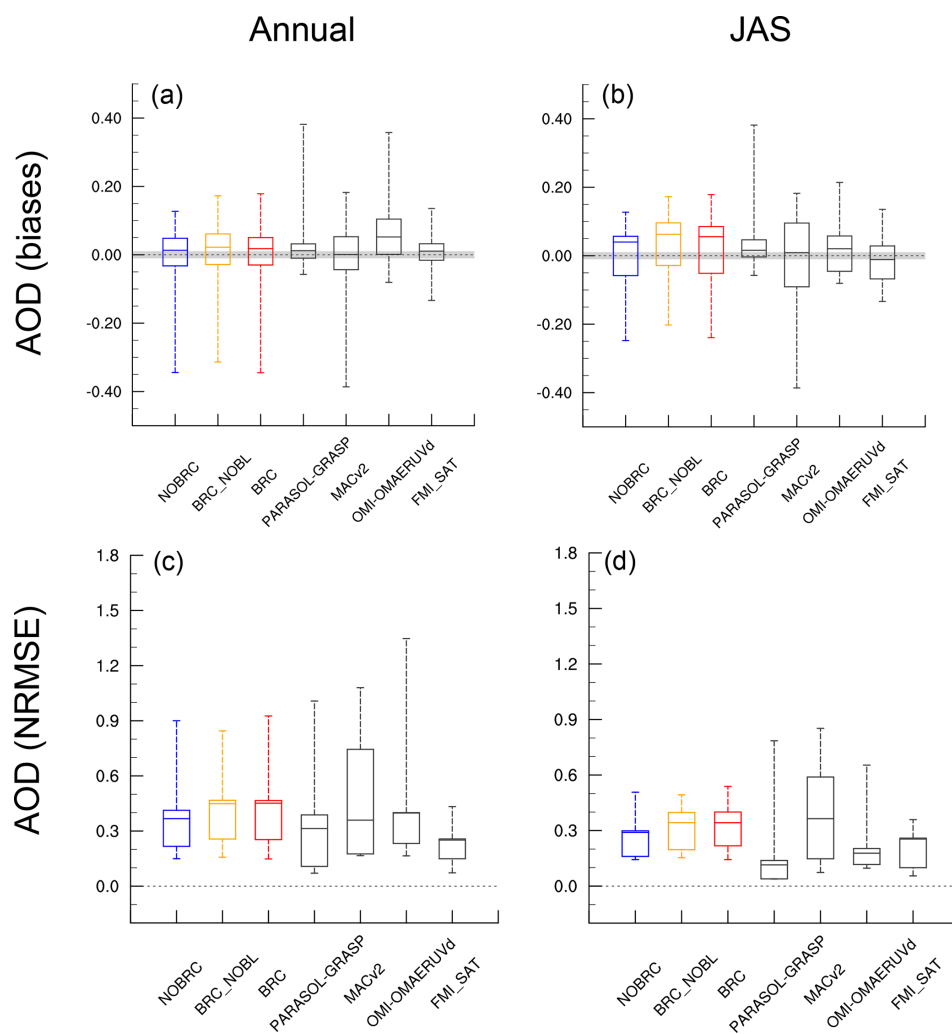 Annual
JAS
AOD (biases)
(a)
0.40
0.20
0.00
-0.20
-0.40
NOBRC
BRC_NOBL
BRC
PARASOL-GRASP
MACv2
OMI-OMAERUVd
FMI_SAT
(b)
0.40
0.20
0.00
-0.20
-0.40
NOBRC
BRC_NOBL
BRC
PARASOL-GRASP
MACv2
OMI-OMAERUVd
FMI_SAT
AOD (NRMSE)
(c)
1.8
1.5
1.2
0.9
0.6
0.3
0.0
NOBRC
BRC_NOBL
BRC
PARASOL-GRASP
MACv2
OMI-OMAERUVd
FMI_SAT
(d)
1.8
1.5
1.2
0.9
0.6
0.3
0.0
NOBRC
BRC_NOBL
BRC
PARASOL-GRASP
MACv2
OMI-OMAERUVd
FMI_SAT